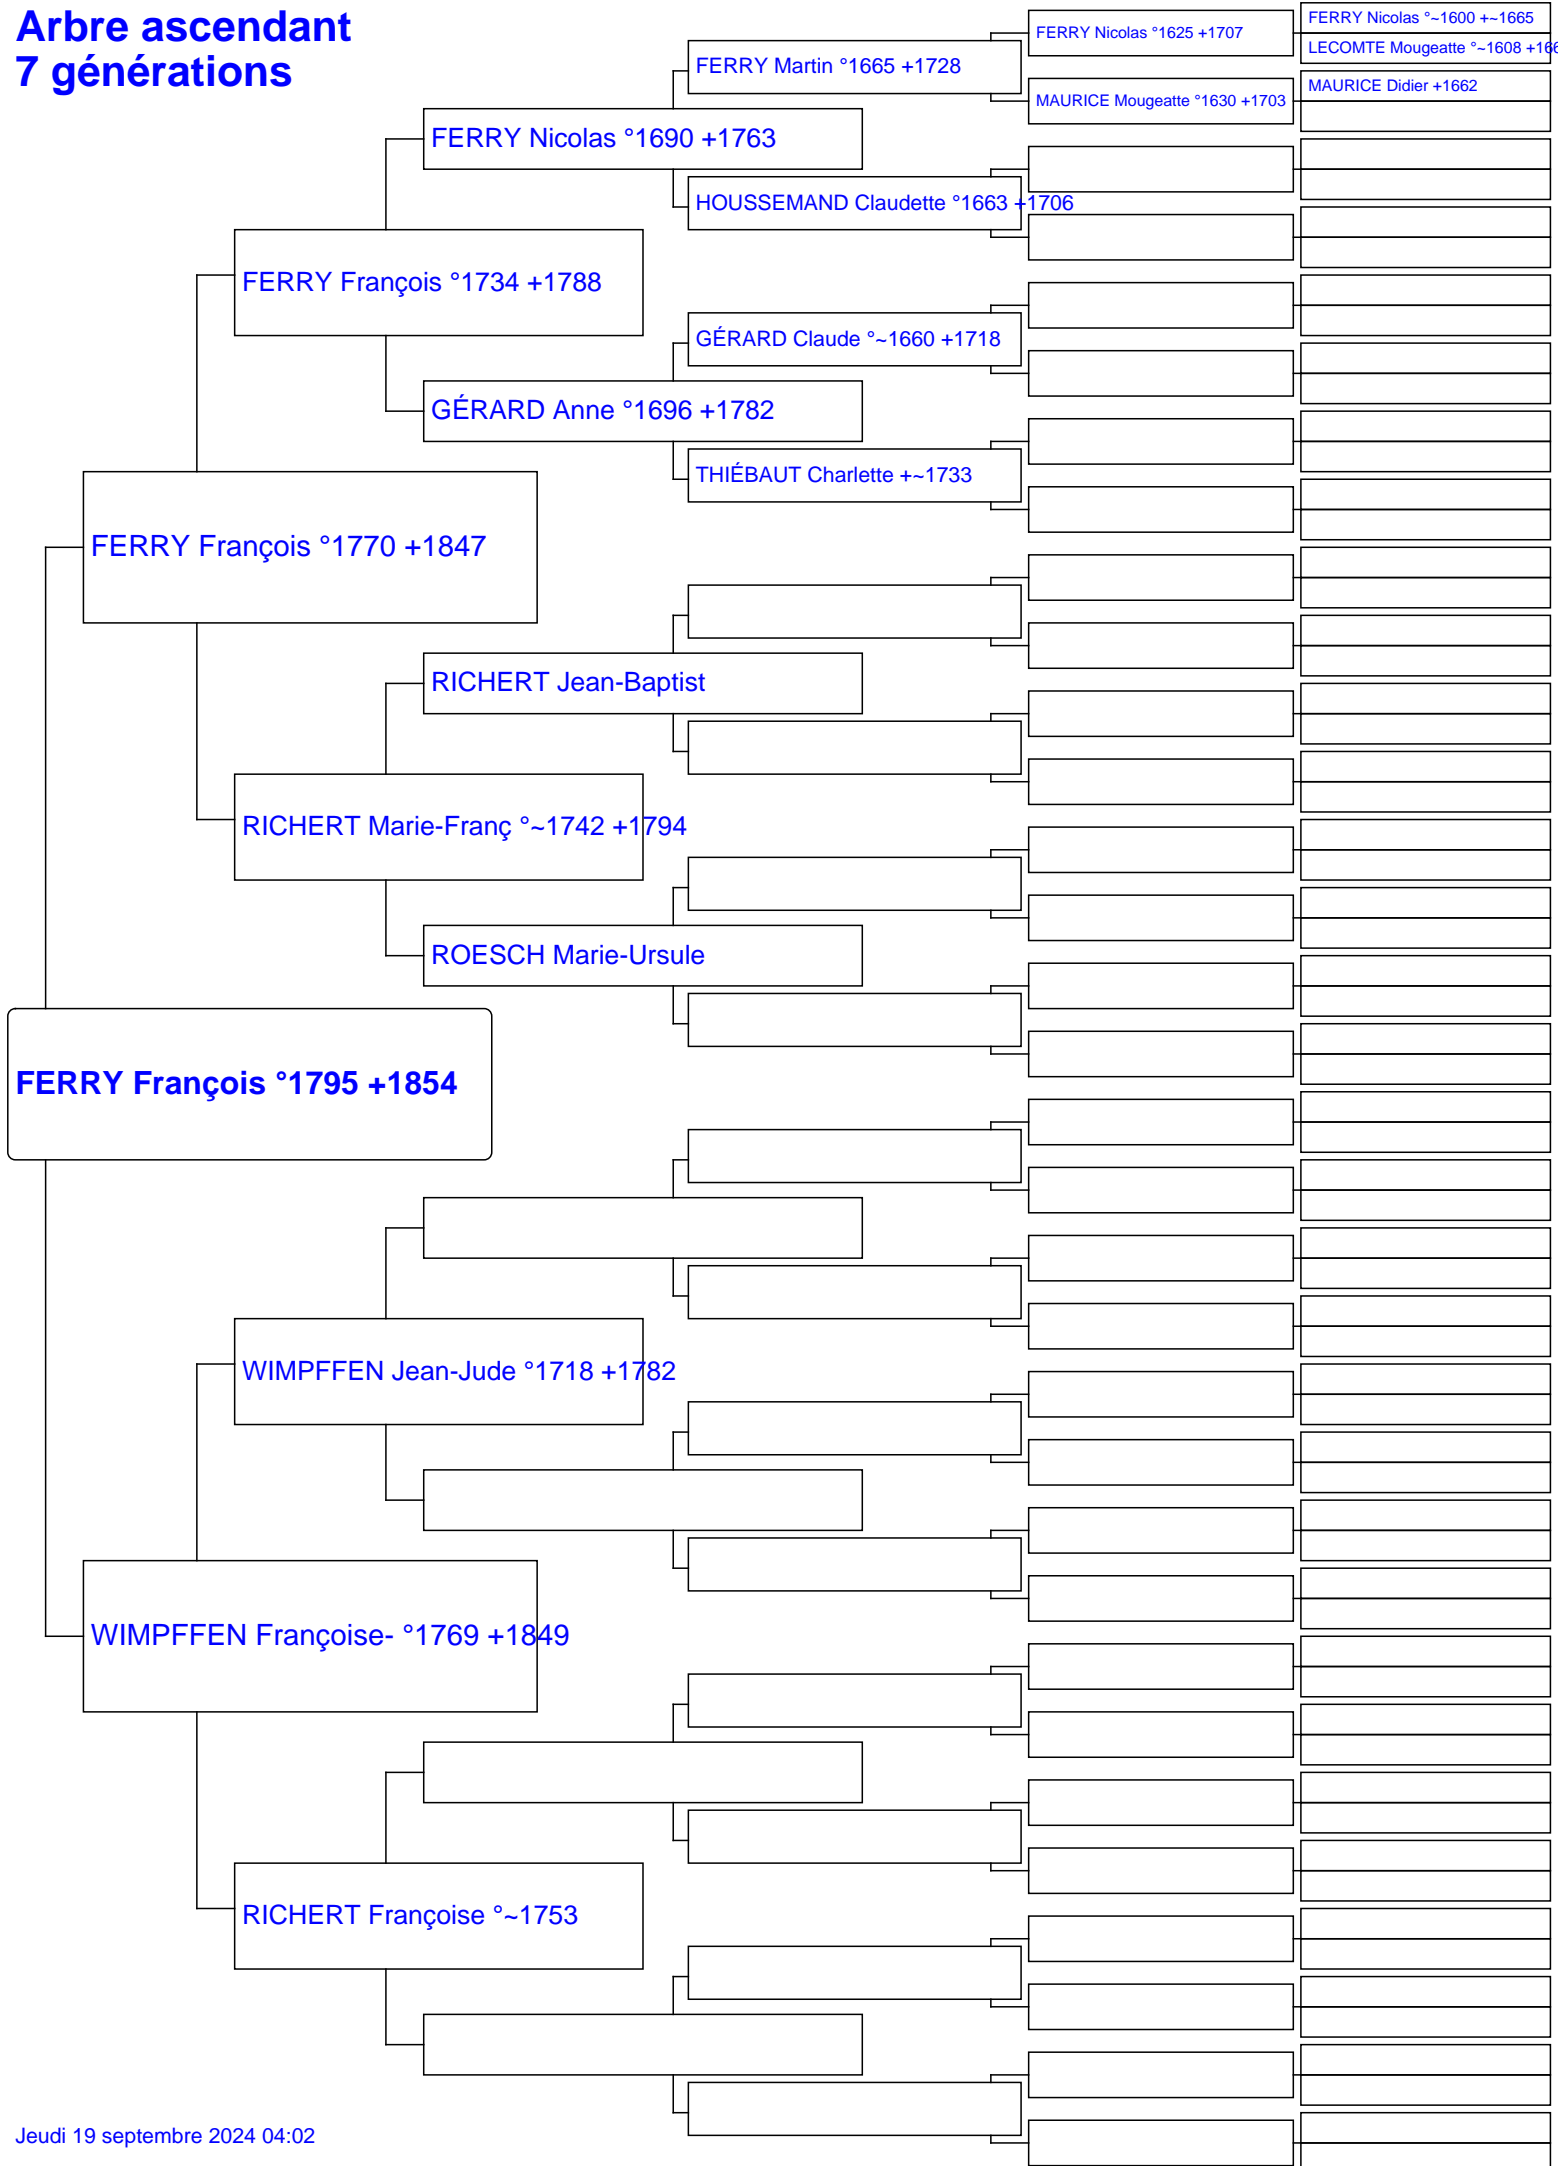 Arbre ascendant
7 générations
FERRY Nicolas °~1600 +~1665
FERRY Nicolas °1625 +1707
LECOMTE Mougeatte °~1608 +166
FERRY Martin °1665 +1728
MAURICE Didier +1662
MAURICE Mougeatte °1630 +1703
FERRY Nicolas °1690 +1763
HOUSSEMAND Claudette °1663 +1706
FERRY François °1734 +1788
GÉRARD Claude °~1660 +1718
GÉRARD Anne °1696 +1782
THIÉBAUT Charlette +~1733
FERRY François °1770 +1847
RICHERT Jean-Baptist
RICHERT Marie-Franç °~1742 +1794
ROESCH Marie-Ursule
FERRY François °1795 +1854
WIMPFFEN Jean-Jude °1718 +1782
WIMPFFEN Françoise- °1769 +1849
RICHERT Françoise °~1753
Jeudi 19 septembre 2024 04:02